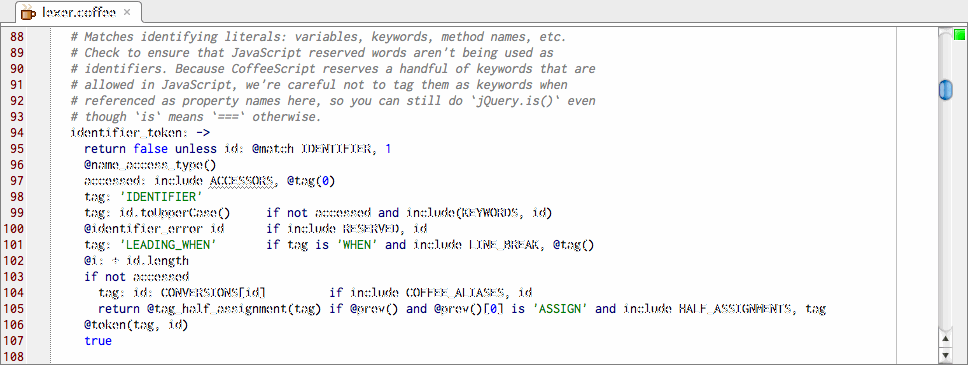 lexer.coffee ×
88 # Matches identifying literals: variables, keywords, method names, etc.
89 # Check to ensure that JavaScript reserved words aren't being used as
90 # identifiers. Because CoffeeScript reserves a handful of keywords that are
91 # allowed in JavaScript, we're careful not to tag them as keywords when
92 # referenced as property names here, so you can still do `jQuery.is()` even
93 # though `is` means `===` otherwise.
94 identifier_token: ->
95 return false unless id: @match IDENTIFIER, 1
96 @name_access_type()
97 accessed: include ACCESSORS, @tag(0)
98 tag: 'IDENTIFIER'
99 tag: id.toUpperCase() if not accessed and include(KEYWORDS, id)
100 @identifier_error id if include RESERVED, id
101 tag: 'LEADING_WHEN' if tag is 'WHEN' and include LINE_BREAK, @tag()
102 @i: + id.length
103 if not accessed
104 tag: id: CONVERSIONS[id] if include COFFEE_ALIASES, id
105 return @tag_half_assignment(tag) if @prev() and @prev()[0] is 'ASSIGN' and include HALF_ASSIGNMENTS, tag
106 @token(tag, id)
107 true
108